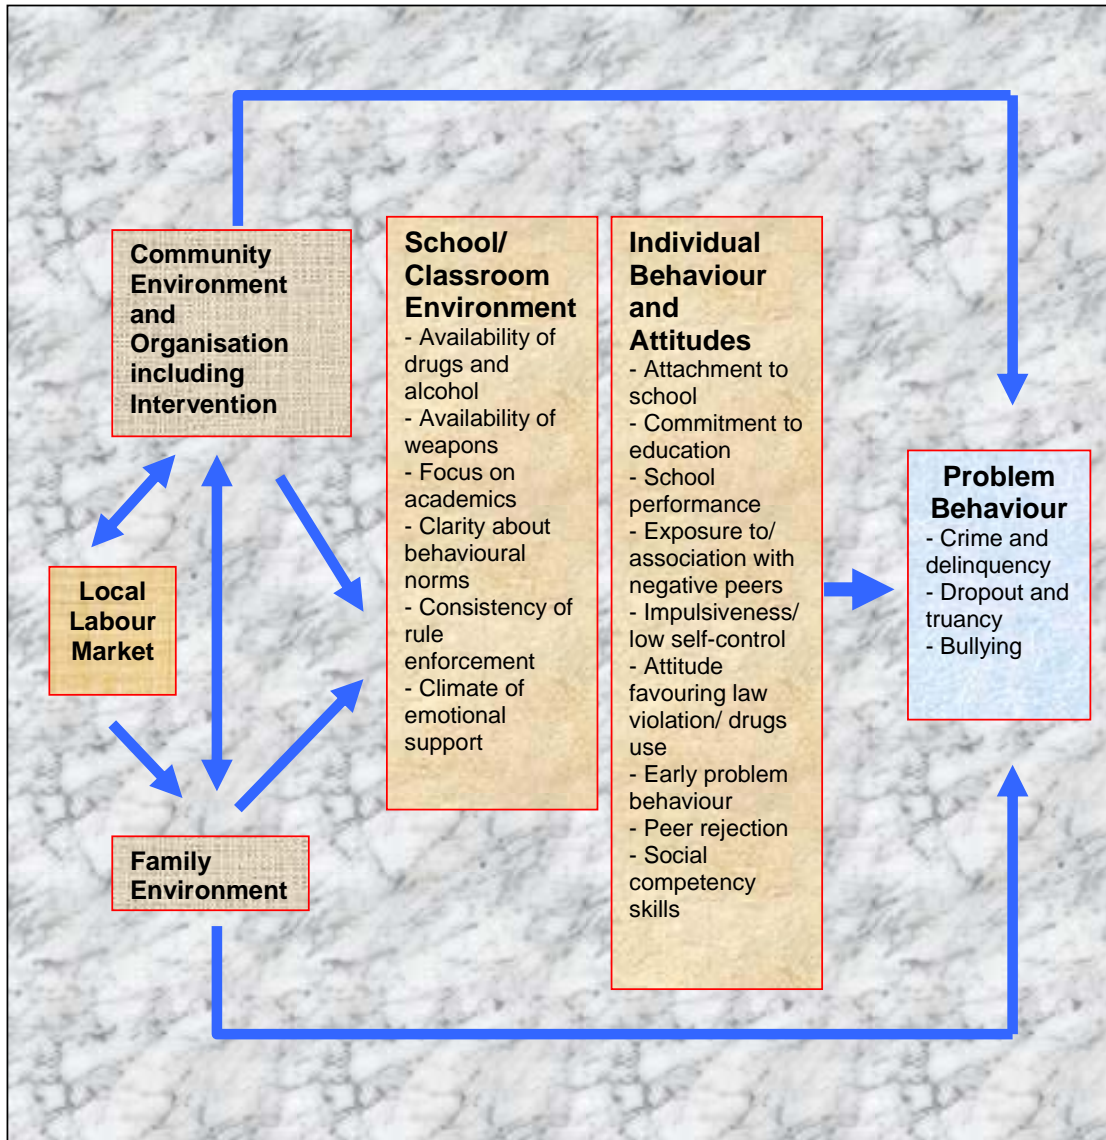 Community
Environment
and
Organisation
including
Intervention
School/
Classroom
Environment
- Availability of
drugs and
alcohol
- Availability of
weapons
- Focus on
academics
- Clarity about
behavioural
norms
- Consistency of
rule
enforcement
- Climate of
emotional
support
Individual
Behaviour
and
Attitudes
- Attachment to
school
- Commitment to
education
- School
performance
- Exposure to/
association with
negative peers
- Impulsiveness/
low self-control
- Attitude
favouring law
violation/ drugs
use
- Early problem
behaviour
- Peer rejection
- Social
competency
skills
Problem
Behaviour
- Crime and
delinquency
- Dropout and
truancy
- Bullying
Local
Labour
Market
Family
Environment